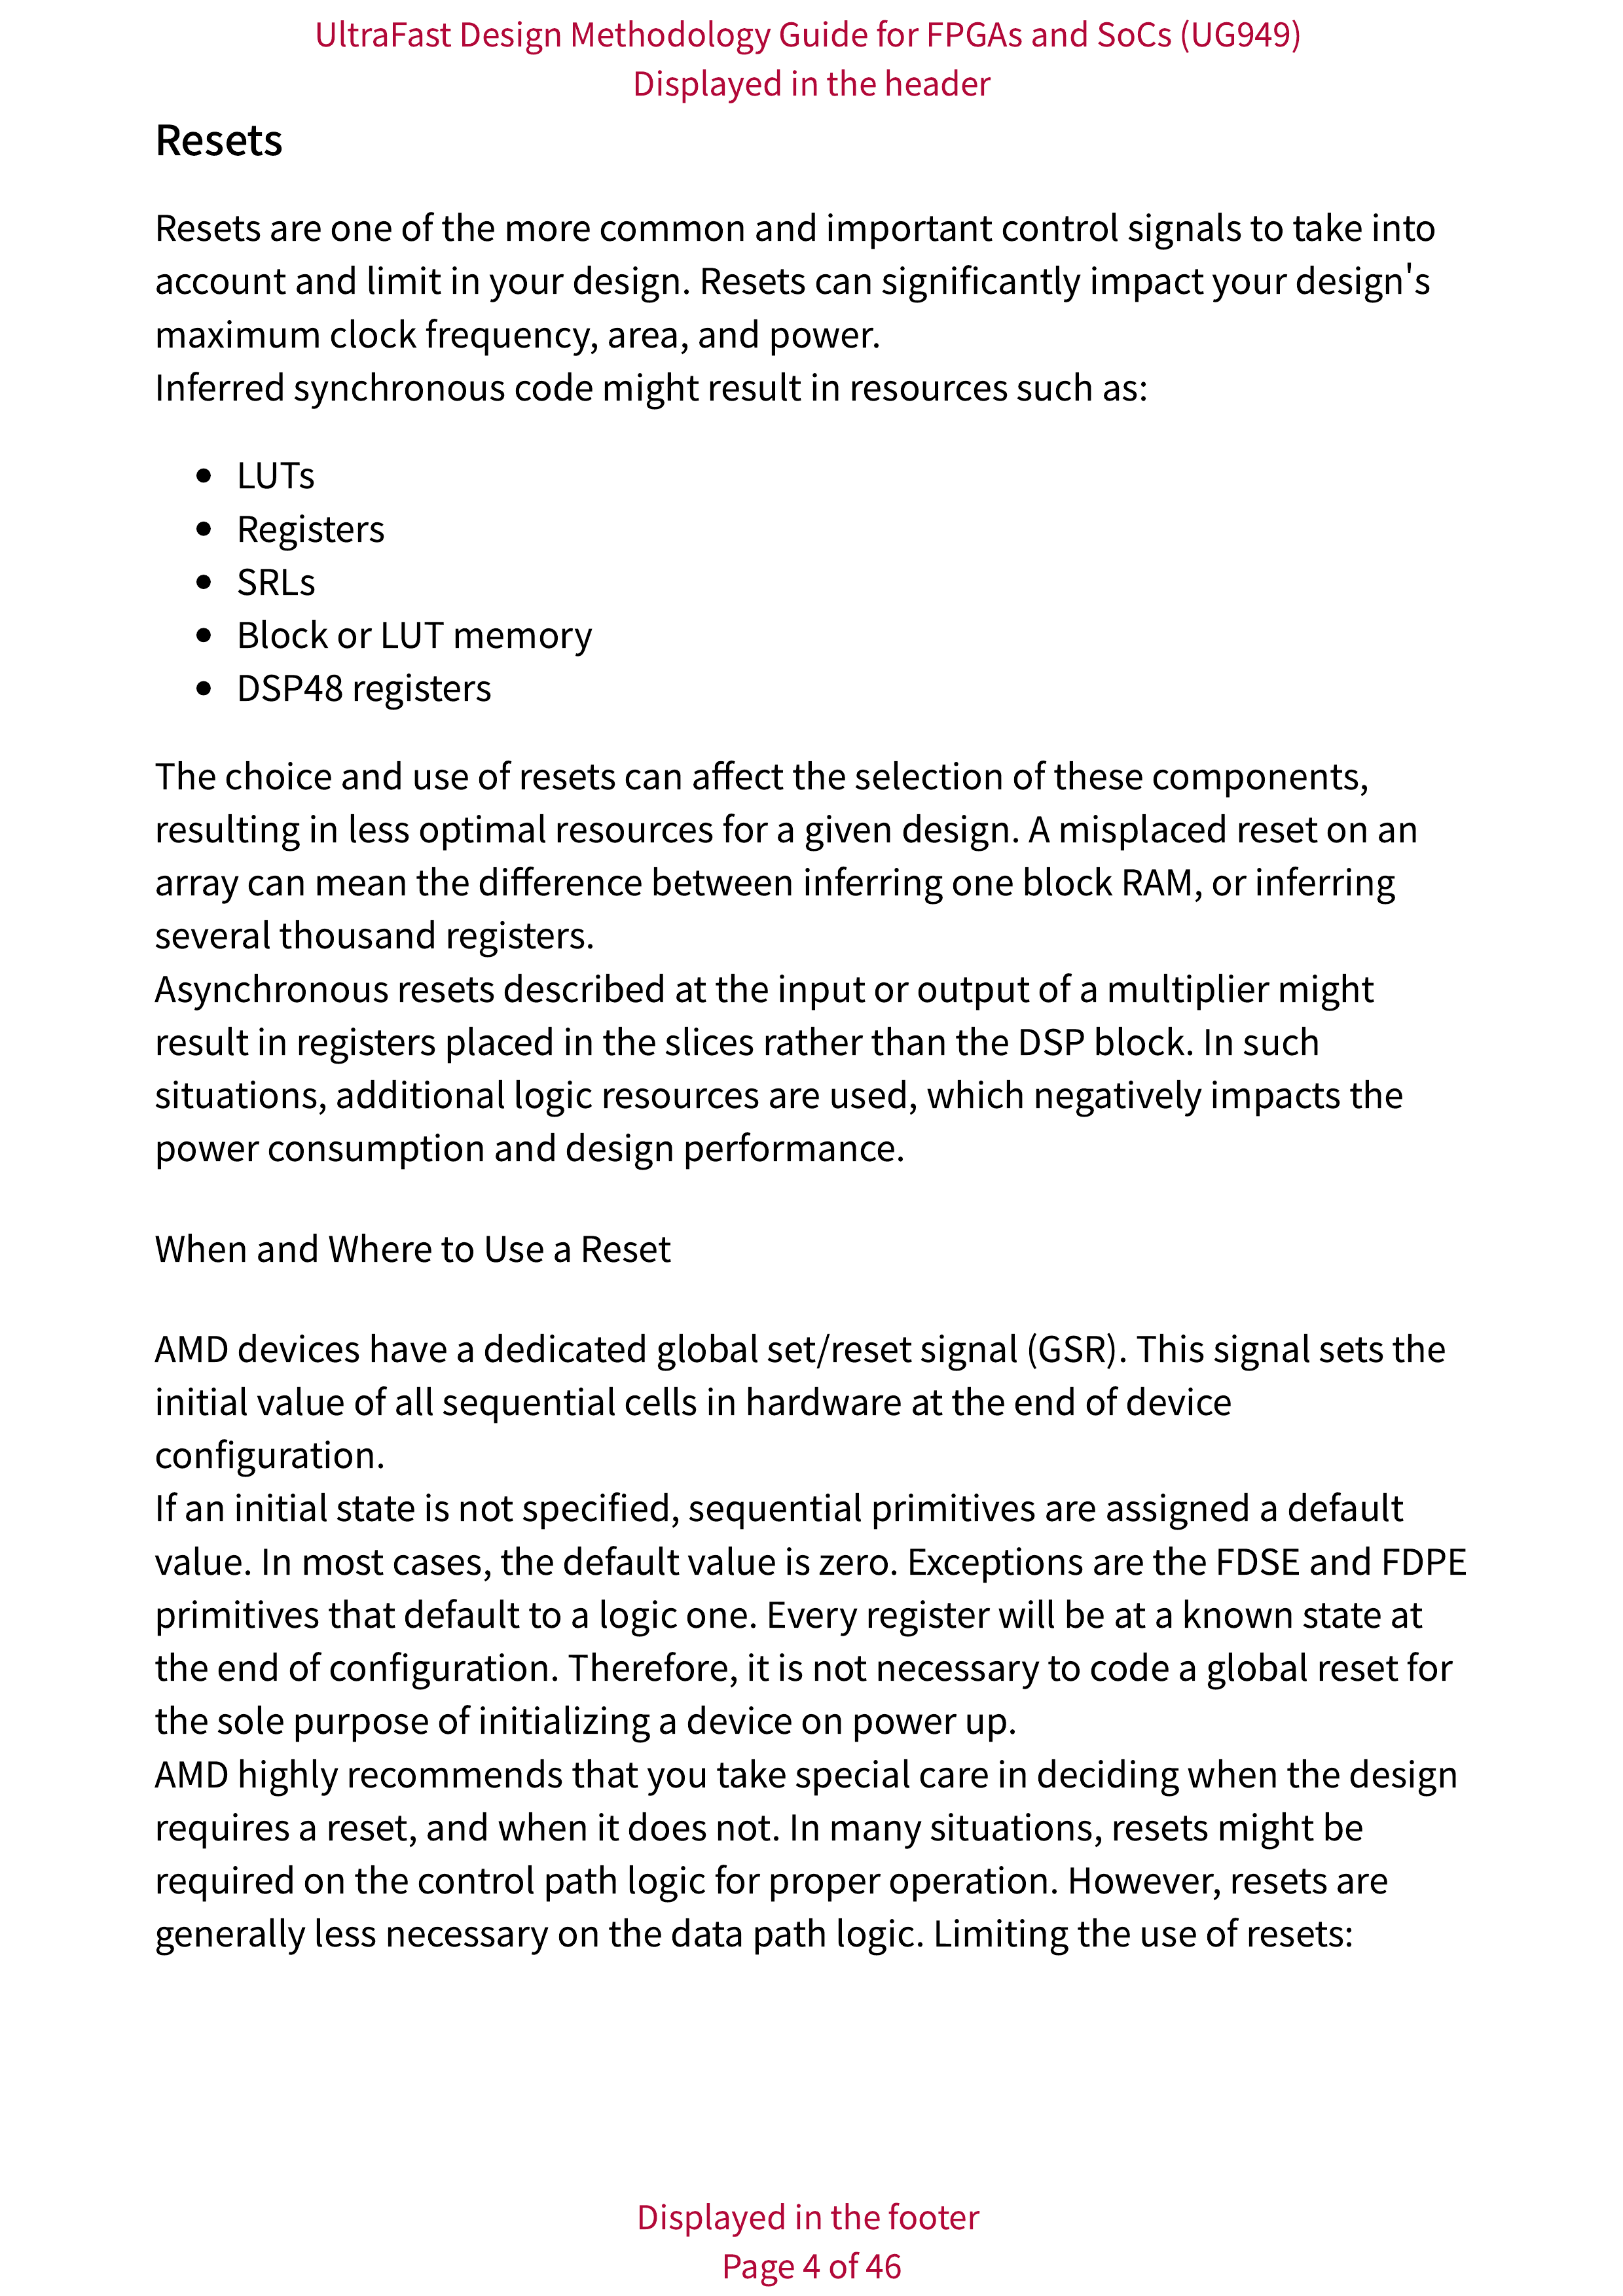 UltraFast Design Methodology Guide for FPGAs and SoCs (UG949)
Displayed in the header
Resets
Resets are one of the more common and important control signals to take into
account and limit in your design. Resets can significantly impact your design's
maximum clock frequency, area, and power.
Inferred synchronous code might result in resources such as:
• LUTs
• Registers
• SRLs
• Block or LUT memory
• DSP48 registers
The choice and use of resets can affect the selection of these components,
resulting in less optimal resources for a given design. A misplaced reset on an
array can mean the difference between inferring one block RAM, or inferring
several thousand registers.
Asynchronous resets described at the input or output of a multiplier might
result in registers placed in the slices rather than the DSP block. In such
situations, additional logic resources are used, which negatively impacts the
power consumption and design performance.
When and Where to Use a Reset
AMD devices have a dedicated global set/reset signal (GSR). This signal sets the
initial value of all sequential cells in hardware at the end of device
configuration.
If an initial state is not specified, sequential primitives are assigned a default
value. In most cases, the default value is zero. Exceptions are the FDSE and FDPE
primitives that default to a logic one. Every register will be at a known state at
the end of configuration. Therefore, it is not necessary to code a global reset for
the sole purpose of initializing a device on power up.
AMD highly recommends that you take special care in deciding when the design
requires a reset, and when it does not. In many situations, resets might be
required on the control path logic for proper operation. However, resets are
generally less necessary on the data path logic. Limiting the use of resets:
Displayed in the footer
Page 4 of 46